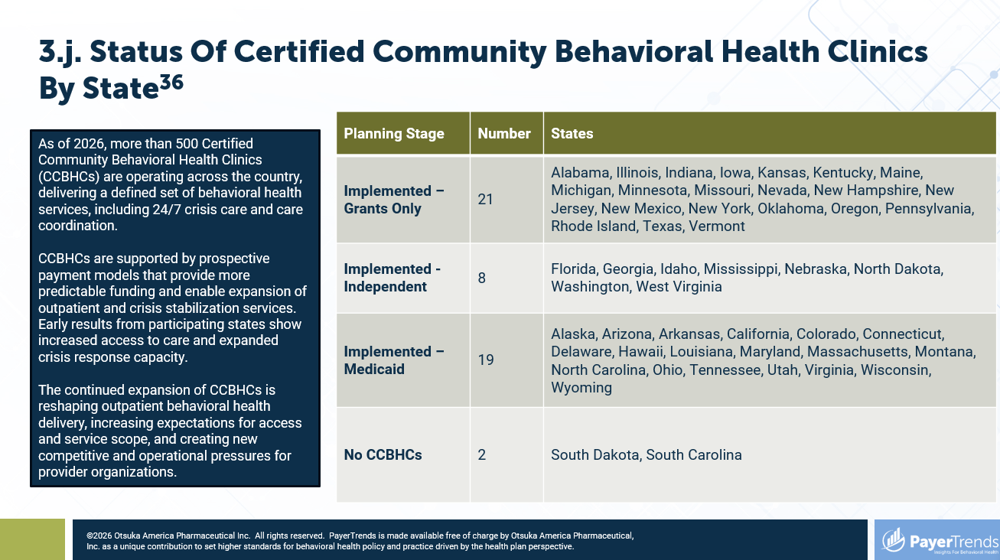 3.j. Status Of Certified Community Behavioral Health Clinics
By State36
As of 2026, more than 500 Certified
Community Behavioral Health Clinics
(CCBHCs) are operating across the country,
delivering a defined set of behavioral health
services, including 24/7 crisis care and care
coordination.
CCBHCs are supported by prospective
payment models that provide more
predictable funding and enable expansion of
outpatient and crisis stabilization services.
Early results from participating states show
increased access to care and expanded
crisis response capacity.
The continued expansion of CCBHCs is
reshaping outpatient behavioral health
delivery, increasing expectations for access
and service scope, and creating new
competitive and operational pressures for
provider organizations.
Planning Stage Number States
Implemented –
Grants Only
21
Alabama, Illinois, Indiana, Iowa, Kansas, Kentucky, Maine,
Michigan, Minnesota, Missouri, Nevada, New Hampshire, New
Jersey, New Mexico, New York, Oklahoma, Oregon, Pennsylvania,
Rhode Island, Texas, Vermont
Implemented -
Independent
8
Florida, Georgia, Idaho, Mississippi, Nebraska, North Dakota,
Washington, West Virginia
Implemented –
Medicaid
19
Alaska, Arizona, Arkansas, California, Colorado, Connecticut,
Delaware, Hawaii, Louisiana, Maryland, Massachusetts, Montana,
North Carolina, Ohio, Tennessee, Utah, Virginia, Wisconsin,
Wyoming
No CCBHCs
2
South Dakota, South Carolina
©2026 Otsuka America Pharmaceutical Inc. All rights reserved. PayerTrends is made available free of charge by Otsuka America Pharmaceutical,
Inc. as a unique contribution to set higher standards for behavioral health policy and practice driven by the health plan perspective.
PayerTrends
Insights For Behavioral Health